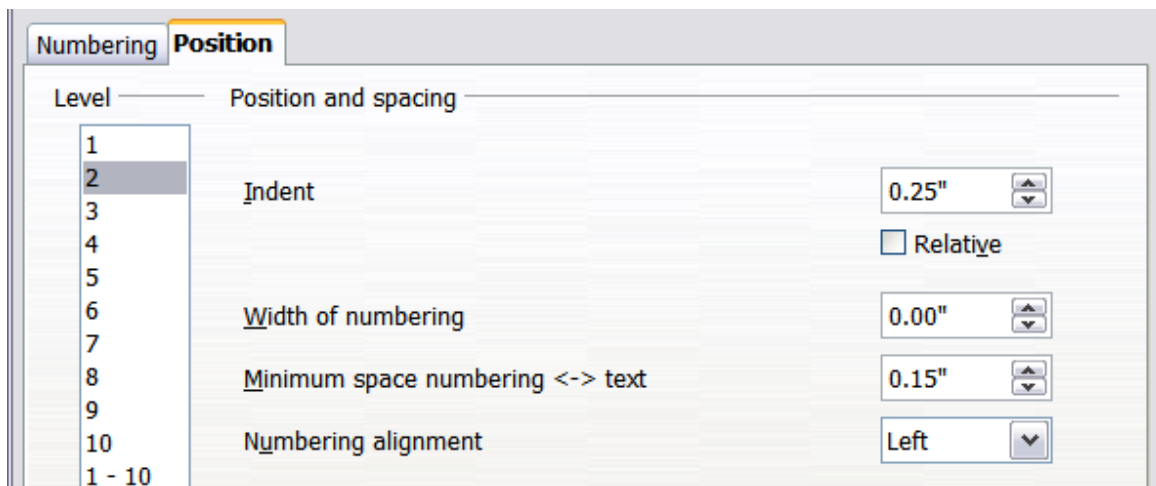 Numbering Position
Level Position and spacing
1
2
Indent 0.25"
3
4
Relative
5
6
Width of numbering 0.00"
7
8
Minimum space numbering <-> text 0.15"
9
10
Numbering alignment Left
1 - 10